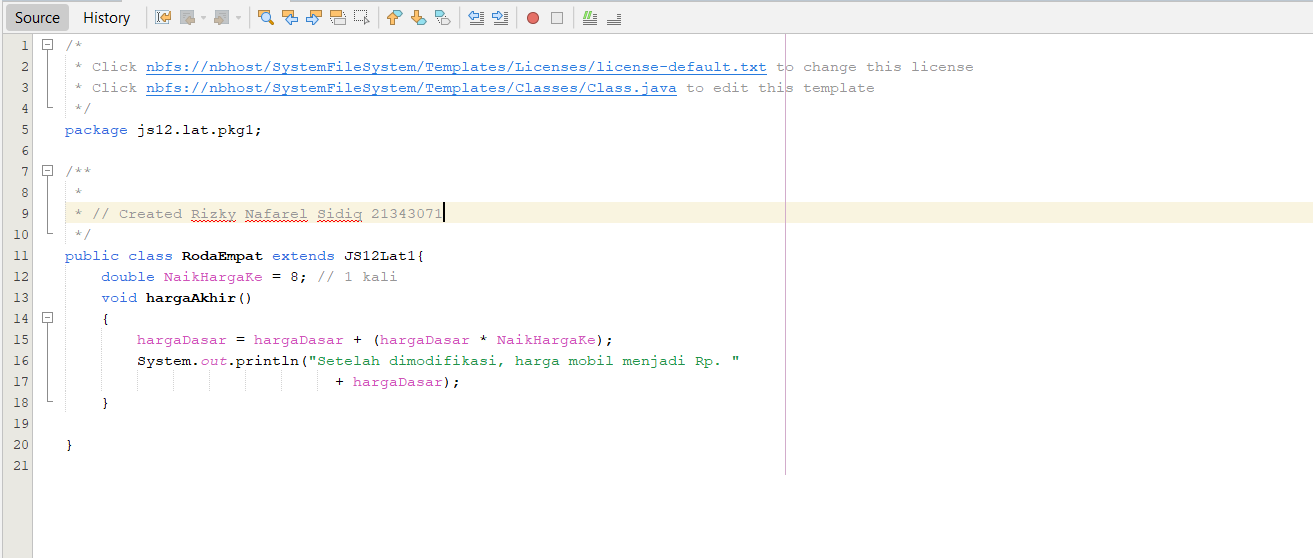 Source History
1 /*
2 * Click nbfs://nbhost/SystemFileSystem/Templates/Licenses/license-default.txt to change this license
3 * Click nbfs://nbhost/SystemFileSystem/Templates/Classes/Class.java to edit this template
4 */
5 package js12.lat.pkg1;
6
7 /**
8 *
9 * // Created Rizky Nafarel Sidiq 21343071
10 */
11 public class RodaEmpat extends JS12Lat1{
12 double NaikHargaKe = 8; // 1 kali
13 void hargaAkhir()
14 {
15 hargaDasar = hargaDasar + (hargaDasar * NaikHargaKe);
16 System.out.println("Setelah dimodifikasi, harga mobil menjadi Rp. "
17 + hargaDasar);
18 }
19
20 }
21